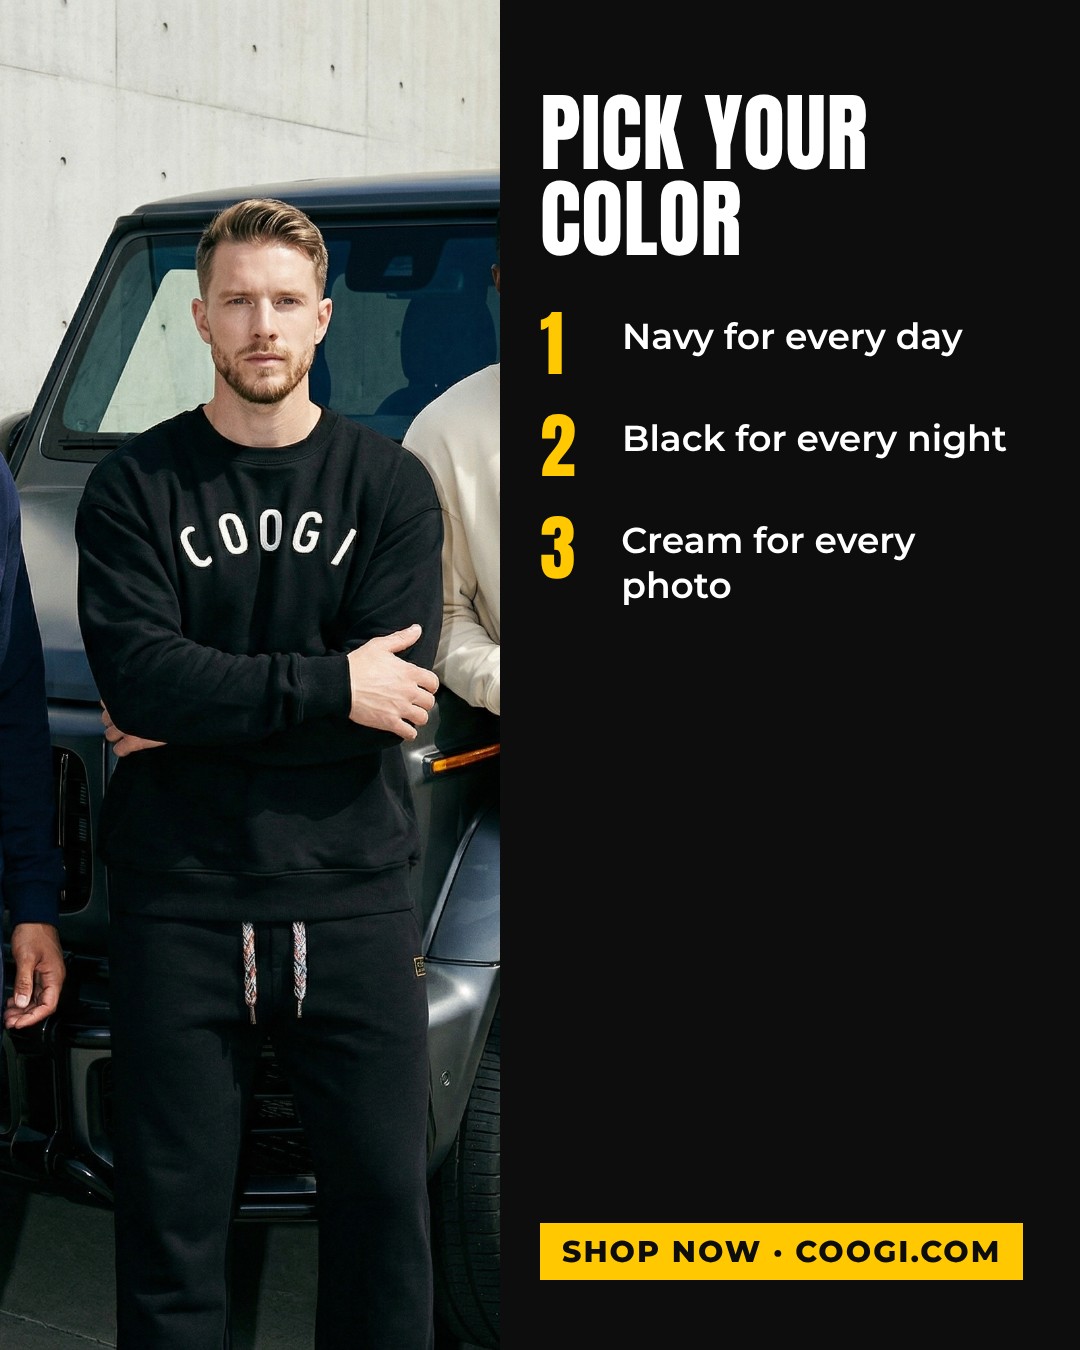 PICK YOUR
COLOR
1 Navy for every day
2 Black for every night
3 Cream for every
photo
COOGI
SHOP NOW · COOGI.COM